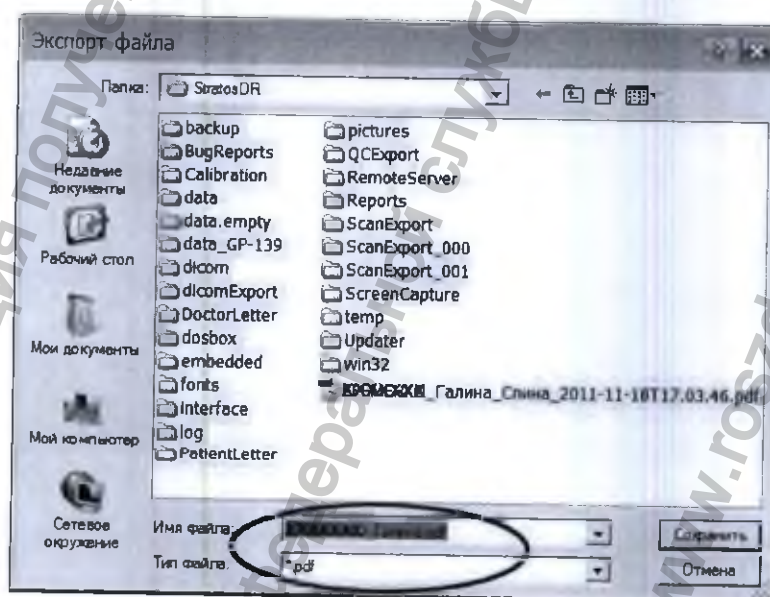 Экспорт файла
Папка: StratosDR
Недавние документы
Рабочий стол
Мои документы
Мой компьютер
Сетевое окружение
backup
BugReports
Calibration
data
data.empty
data_GP-139
dicom
dicomExport
DoctorLetter
dosbox
embedded
fonts
Interface
log
PatientLetter
pictures
QCExport
RemoteServer
Reports
ScanExport
ScanExport_000
ScanExport_001
ScreenCapture
temp
Updater
win32
_Галина_Спина_2011-11-18T17.03.46.pdf
Имя файла:
Тип файла: *.pdf
Сохранить
Отмена
www.roszd